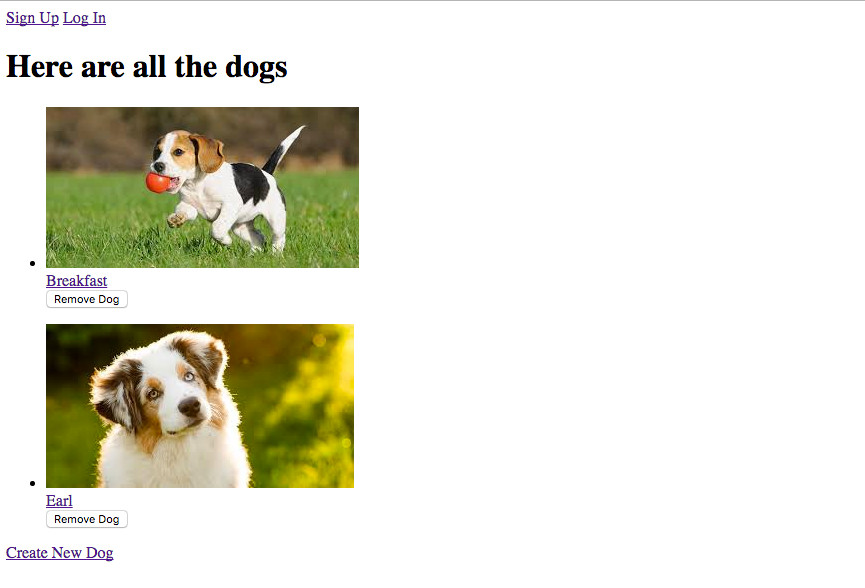 Sign Up Log In
Here are all the dogs
Breakfast
Remove Dog
Earl
Remove Dog
Create New Dog